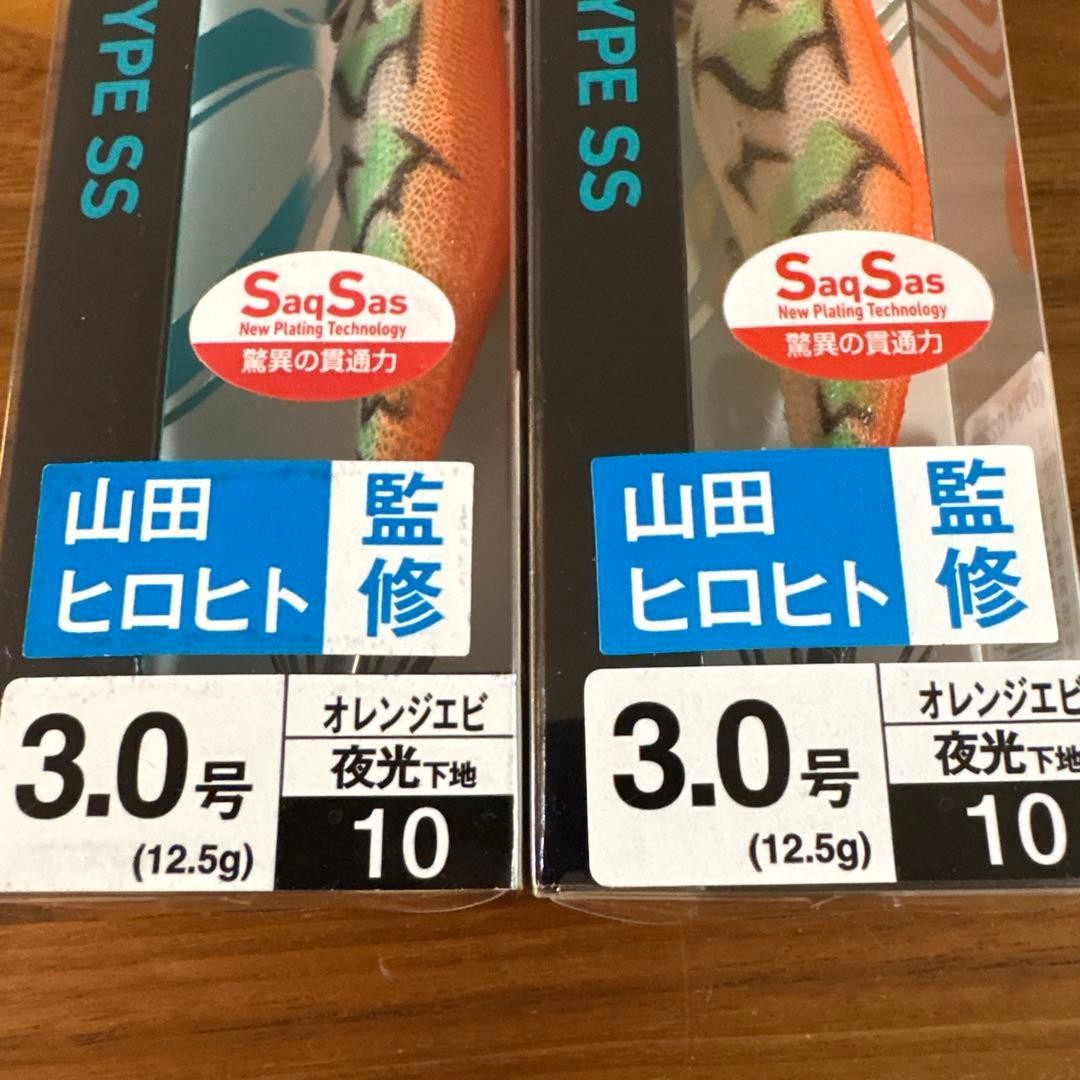 YPE SS
SaqSas
New Plating Technology
驚異の貫通力
山田
ヒロヒト
監修
3.0号
(12.5g)
オレンジエビ
夜光下地
10
YPE SS
SaqSas
New Plating Technology
驚異の貫通力
山田
ヒロヒト
監修
3.0号
(12.5g)
オレンジエビ
夜光下地
10